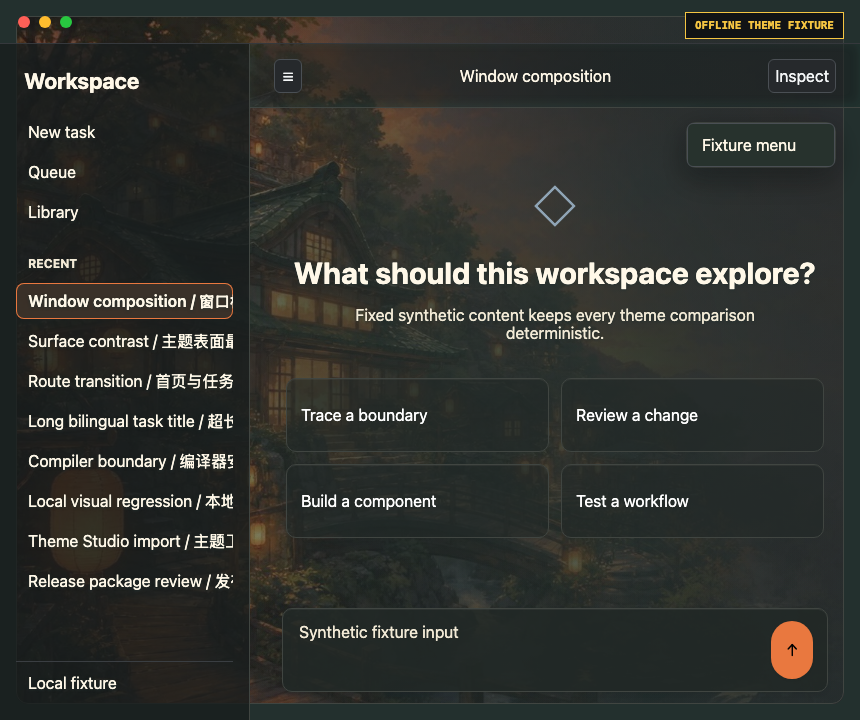 OFFLINE THEME FIXTURE
Workspace
New task
Queue
Library
RECENT
Window composition / 窗口
Surface contrast / 主题表面
Route transition / 首页与任务
Long bilingual task title / 超
Compiler boundary / 编译器
Local visual regression / 本地
Theme Studio import / 主题
Release package review / 发
Local fixture
Window composition
Inspect
Fixture menu
What should this workspace explore?
Fixed synthetic content keeps every theme comparison
deterministic.
Trace a boundary
Review a change
Build a component
Test a workflow
Synthetic fixture input